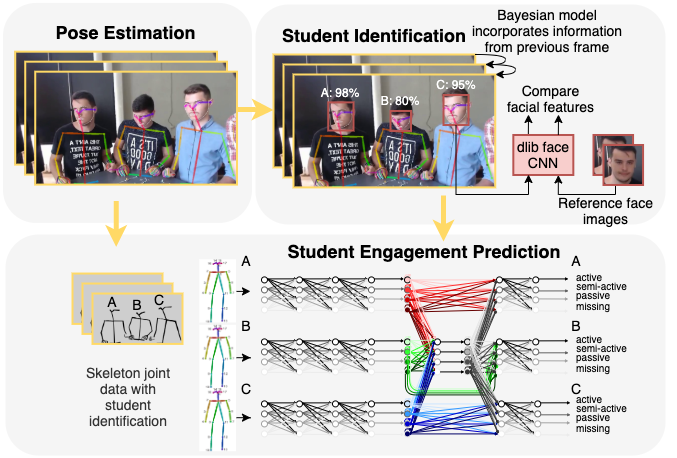 Pose Estimation
Student Identification
Bayesian model
incorporates information
from previous frame
A: 98%
B: 80%
C: 95%
Compare
facial features
dlib face
CNN
Reference face
images
Student Engagement Prediction
A
B
C
Skeleton joint
data with
student
identification
A
active
semi-active
passive
missing
B
active
semi-active
passive
missing
C
active
semi-active
passive
missing
A
B
C